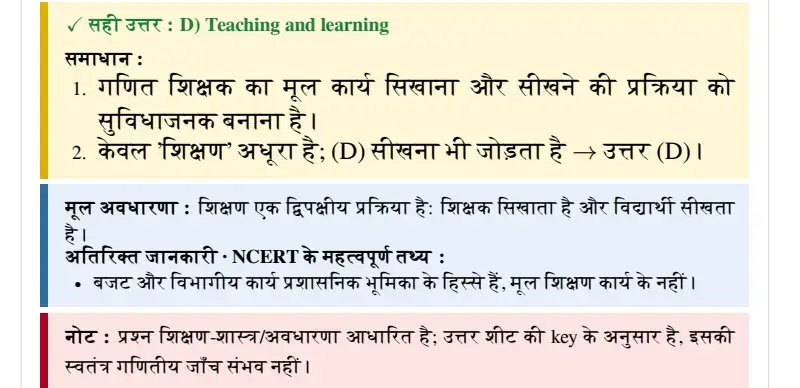 ✓ सही उत्तर : D) Teaching and learning
समाधान :
1. गणित शिक्षक का मूल कार्य सिखाना और सीखने की प्रक्रिया को
सुविधाजनक बनाना है।
2. केवल 'शिक्षण' अधूरा है; (D) सीखना भी जोड़ता है → उत्तर (D)।
मूल अवधारणा : शिक्षण एक द्विपक्षीय प्रक्रिया है: शिक्षक सिखाता है और विद्यार्थी सीखता
है।
अतिरिक्त जानकारी · NCERT के महत्वपूर्ण तथ्य :
• बजट और विभागीय कार्य प्रशासनिक भूमिका के हिस्से हैं, मूल शिक्षण कार्य के नहीं।
नोट : प्रश्न शिक्षण-शास्त्र/अवधारणा आधारित है; उत्तर शीट की key के अनुसार है, इसकी
स्वतंत्र गणितीय जाँच संभव नहीं।